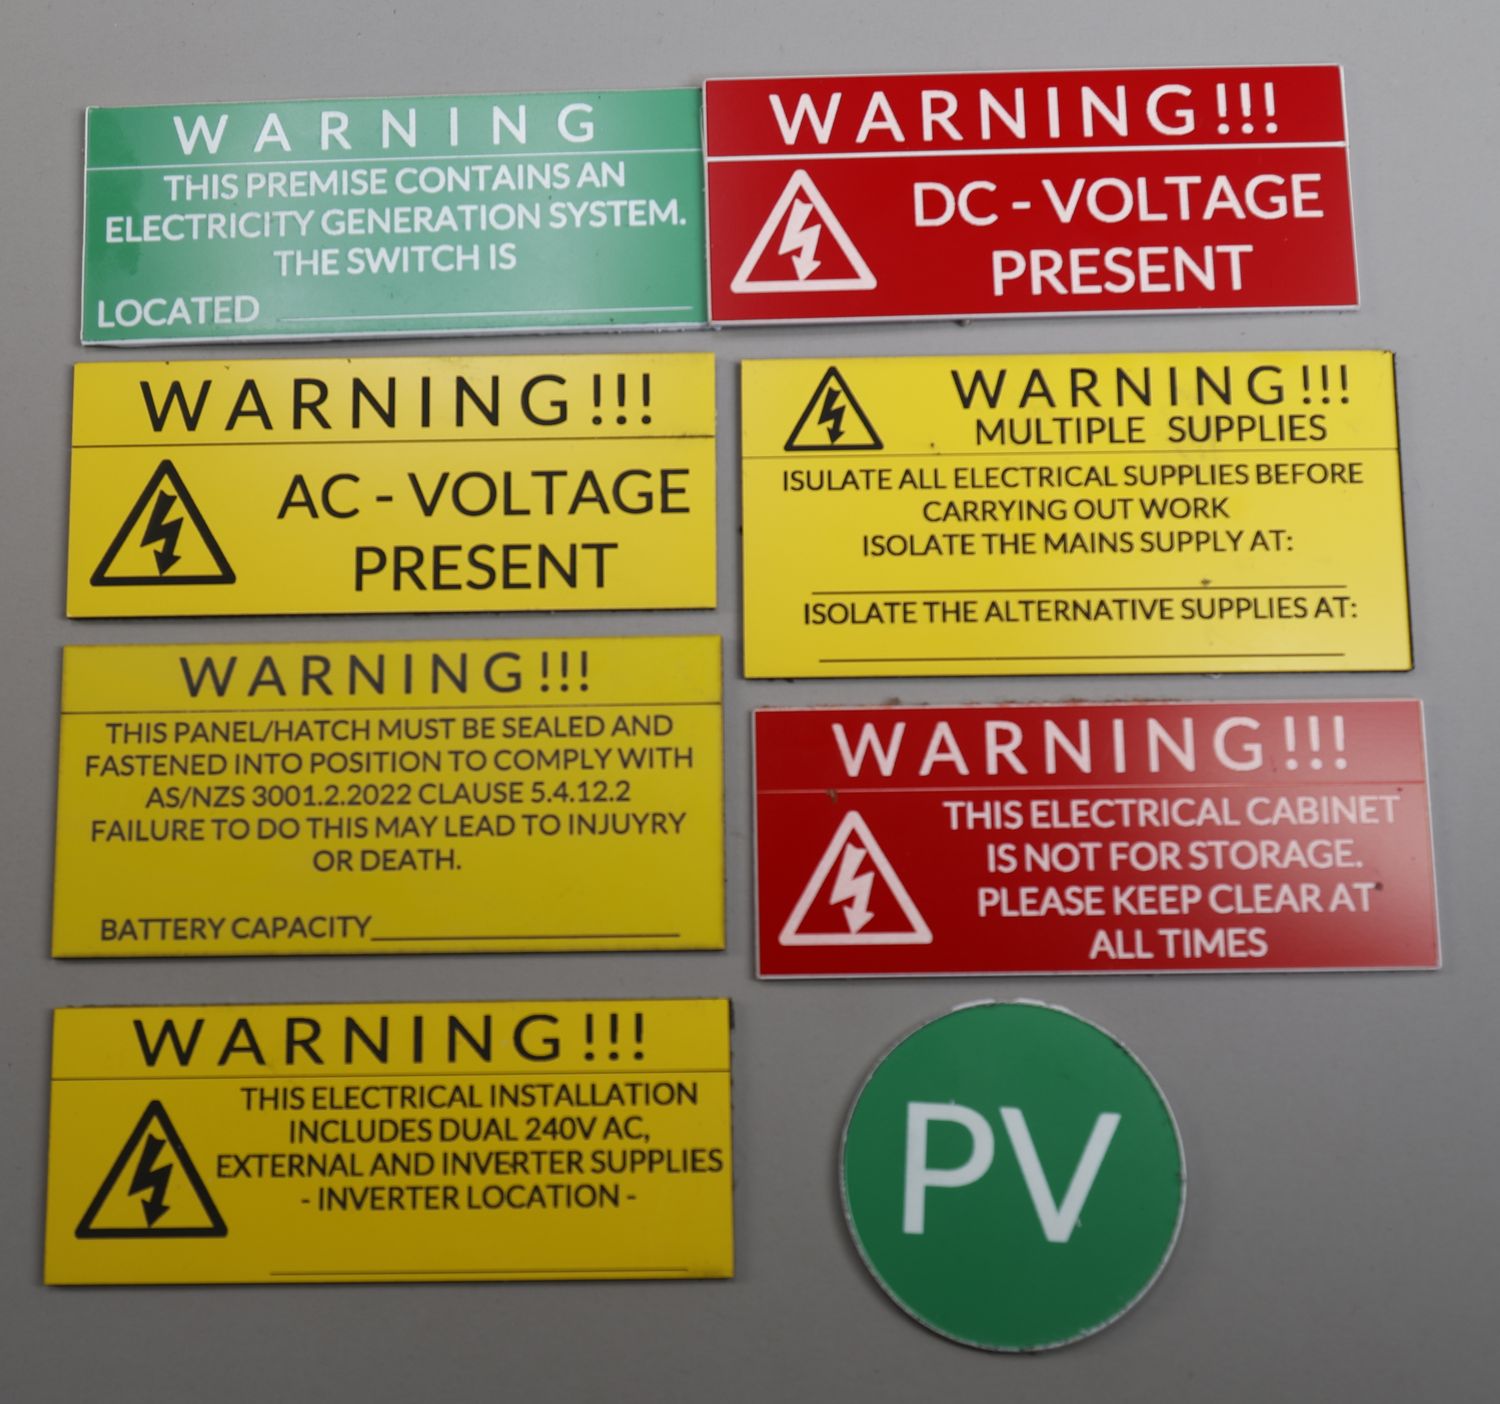 WARNING
THIS PREMISE CONTAINS AN
ELECTRICITY GENERATION SYSTEM.
THE SWITCH IS
LOCATED
WARNING!!!
DC - VOLTAGE
PRESENT
WARNING!!!
AC - VOLTAGE
PRESENT
WARNING!!!
MULTIPLE SUPPLIES
ISULATE ALL ELECTRICAL SUPPLIES BEFORE
CARRYING OUT WORK
ISOLATE THE MAINS SUPPLY AT:
ISOLATE THE ALTERNATIVE SUPPLIES AT:
WARNING!!!
THIS PANEL/HATCH MUST BE SEALED AND
FASTENED INTO POSITION TO COMPLY WITH
AS/NZS 3001.2.2022 CLAUSE 5.4.12.2
FAILURE TO DO THIS MAY LEAD TO INJUYRY
OR DEATH.
BATTERY CAPACITY
WARNING!!!
THIS ELECTRICAL CABINET
IS NOT FOR STORAGE.
PLEASE KEEP CLEAR AT
ALL TIMES
WARNING!!!
THIS ELECTRICAL INSTALLATION
INCLUDES DUAL 240V AC,
EXTERNAL AND INVERTER SUPPLIES
- INVERTER LOCATION -
PV